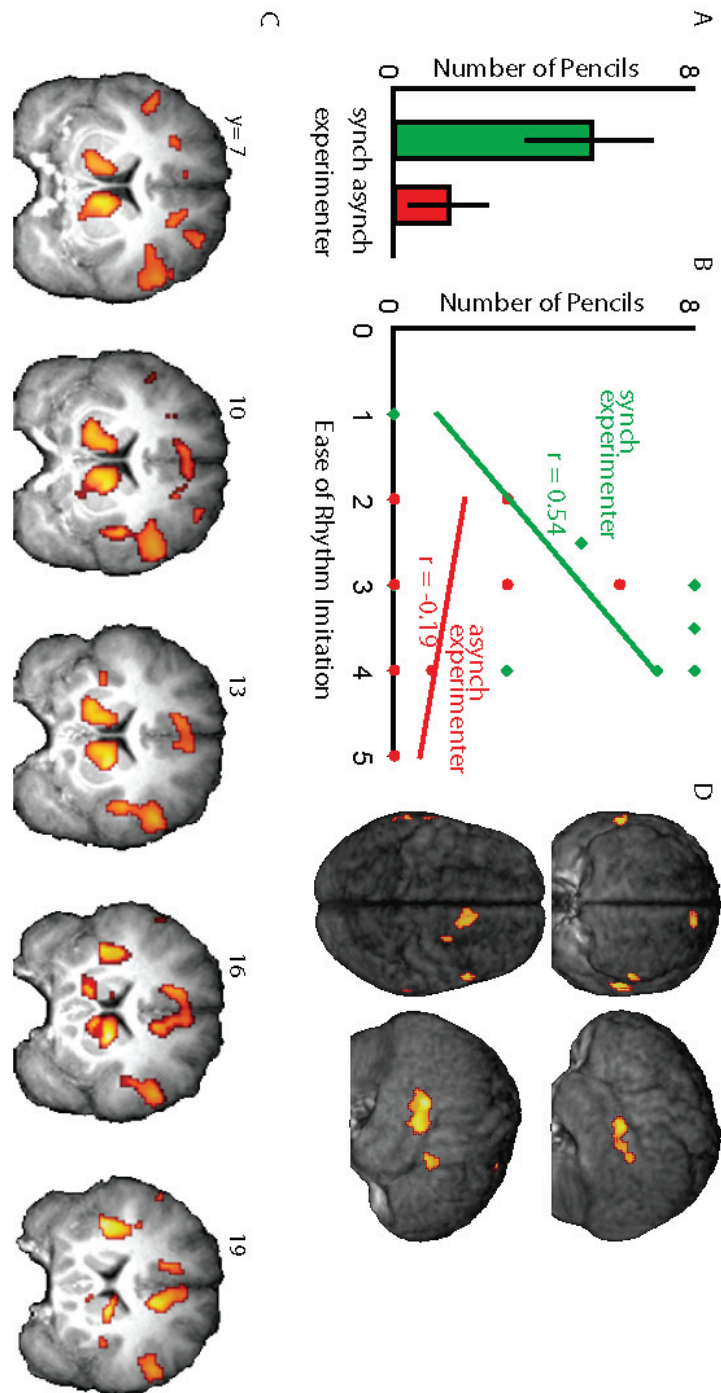 A
Number of Pencils
8
0
synch asynch
experimenter
B
Number of Pencils
8
0
synch
experimenter
r = 0.54
r = -0.19
asynch
experimenter
0
1
2
3
4
5
Ease of Rhythm Imitation
C
y=7
10
13
16
19
D